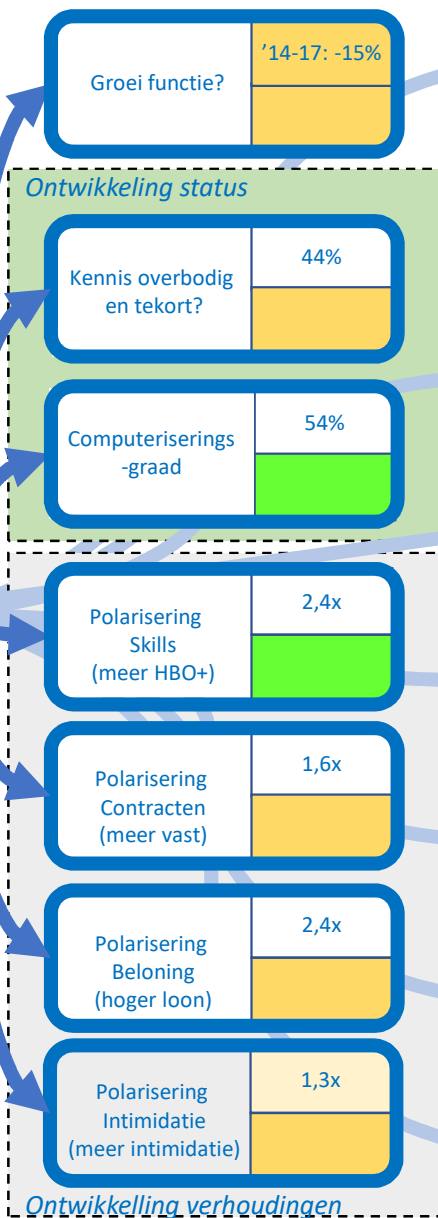 Groei functie?
’14-17: -15%
Ontwikkeling status
Kennis overbodig
en tekort?
44%
Computeriserings
-graad
54%
Polarisering
Skills
(meer HBO+)
2,4x
Polarisering
Contracten
(meer vast)
1,6x
Polarisering
Beloning
(hoger loon)
2,4x
Polarisering
Intimidatie
(meer intimidatie)
1,3x
Ontwikkelling verhoudingen